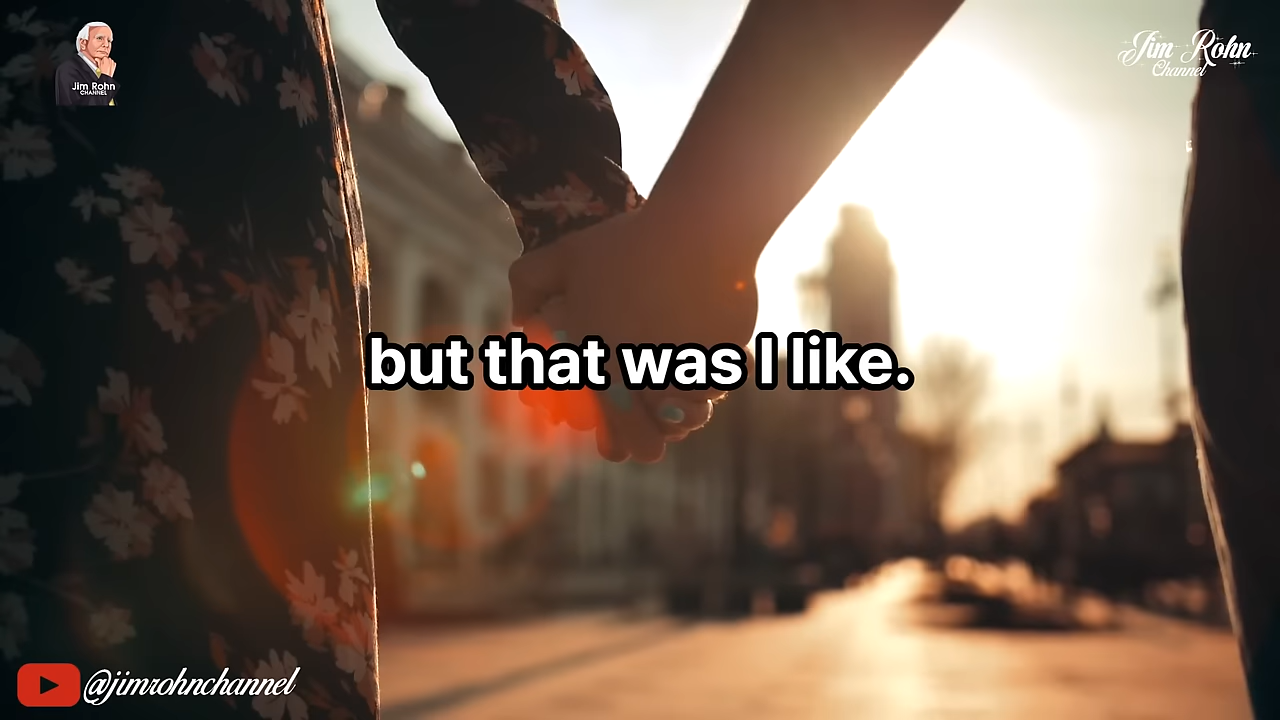 Jim Rohn
CHANNEL
Jim Rohn
Channel
but that was I like.
@jimrohnchannel